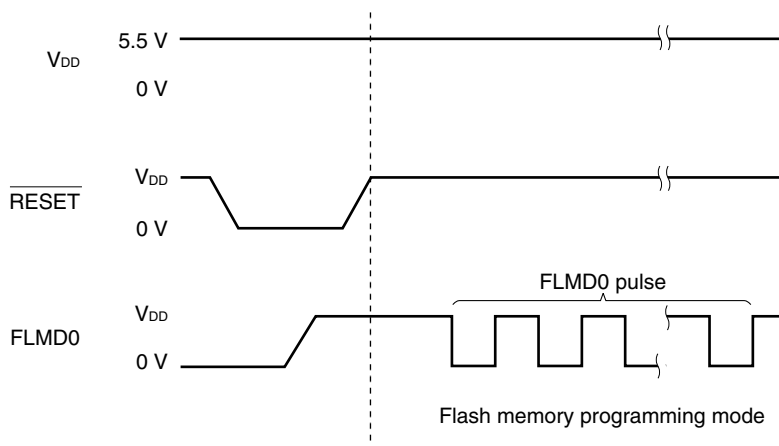 5.5 V
VDD
0 V
VDD
RESET
0 V
FLMD0 pulse
VDD
FLMD0
0 V
Flash memory programming mode